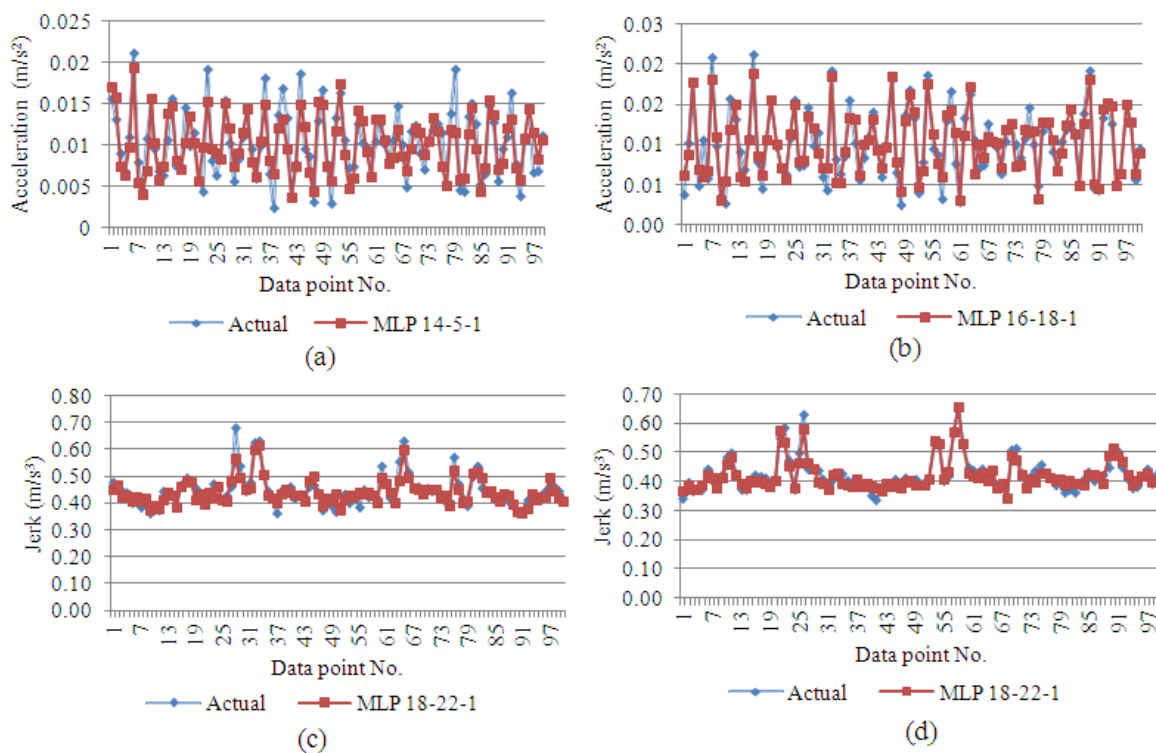 0.025
0.02
0.015
0.01
0.005
0
Acceleration (m/s²)
1 7 13 19 25 31 37 43 49 55 61 67 73 79 85 91 97
Data point No.
Actual MLP 14-5-1
(a)
0.03
0.02
0.02
0.01
0.01
0.00
Acceleration (m/s²)
1 7 13 19 25 31 37 43 49 55 61 67 73 79 85 91 97
Data point No.
Actual MLP 16-18-1
(b)
0.80
0.70
0.60
0.50
0.40
0.30
0.20
0.10
0.00
Jerk (m/s³)
1 7 13 19 25 31 37 43 49 55 61 67 73 79 85 91 97
Data point No.
Actual MLP 18-22-1
(c)
0.70
0.60
0.50
0.40
0.30
0.20
0.10
0.00
Jerk (m/s³)
1 7 13 19 25 31 37 43 49 55 61 67 73 79 85 91 97
Data point No.
Actual MLP 18-22-1
(d)